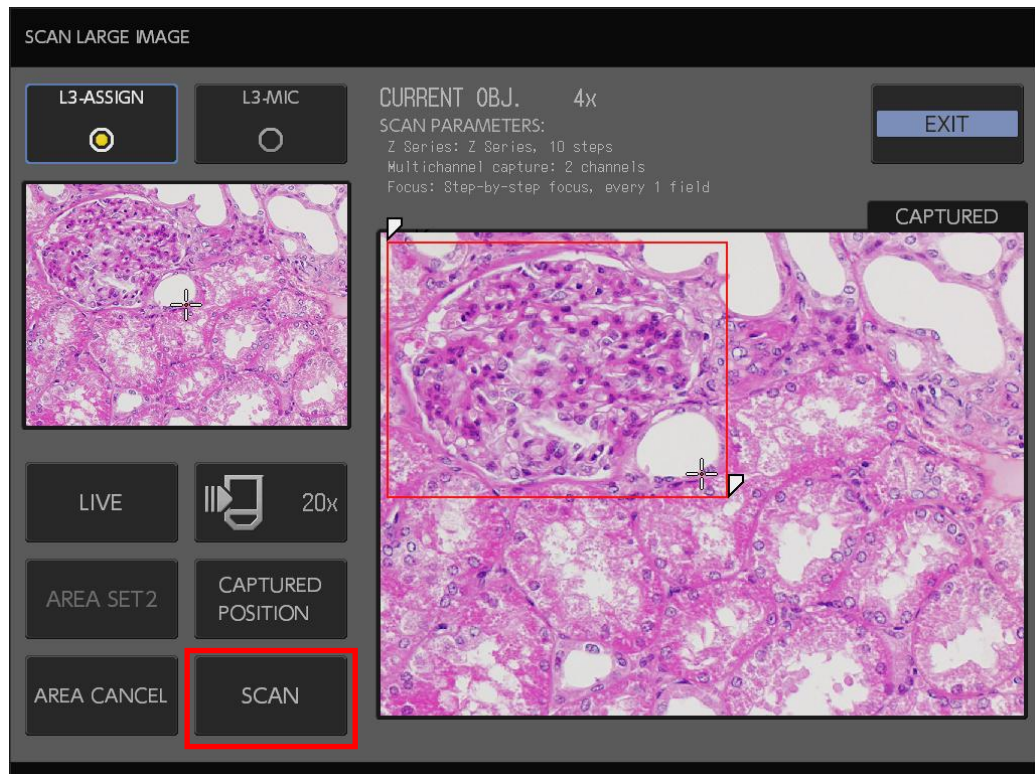 SCAN LARGE IMAGE
L3-ASSIGN
L3-MIC
CURRENT OBJ. 4x
SCAN PARAMETERS:
Z Series: Z Series, 10 steps
Multichannel capture: 2 channels
Focus: Step-by-step focus, every 1 field
EXIT
CAPTURED
LIVE
20x
AREA SET2
CAPTURED
POSITION
AREA CANCEL
SCAN